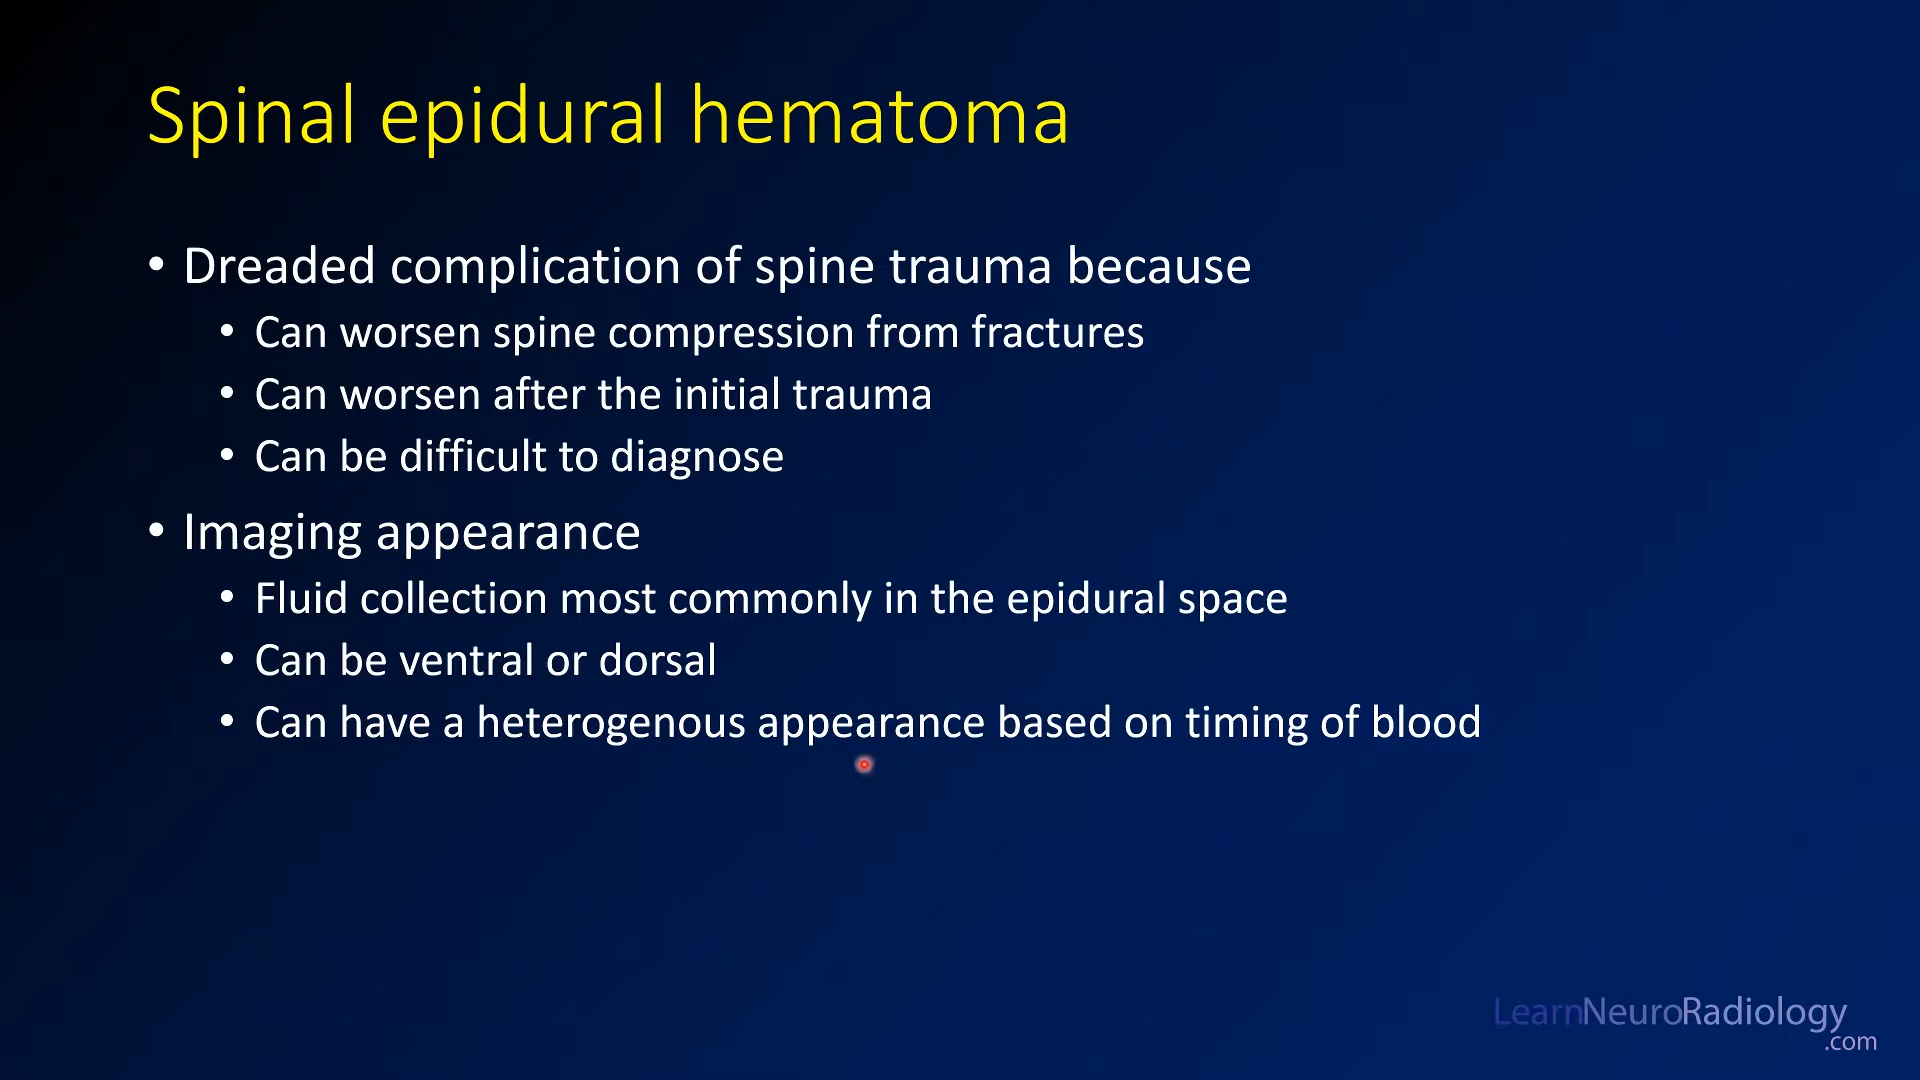 Spinal epidural hematoma
• Dreaded complication of spine trauma because
• Can worsen spine compression from fractures
• Can worsen after the initial trauma
• Can be difficult to diagnose
• Imaging appearance
• Fluid collection most commonly in the epidural space
• Can be ventral or dorsal
• Can have a heterogenous appearance based on timing of blood
LearnNeuroRadiology
.com